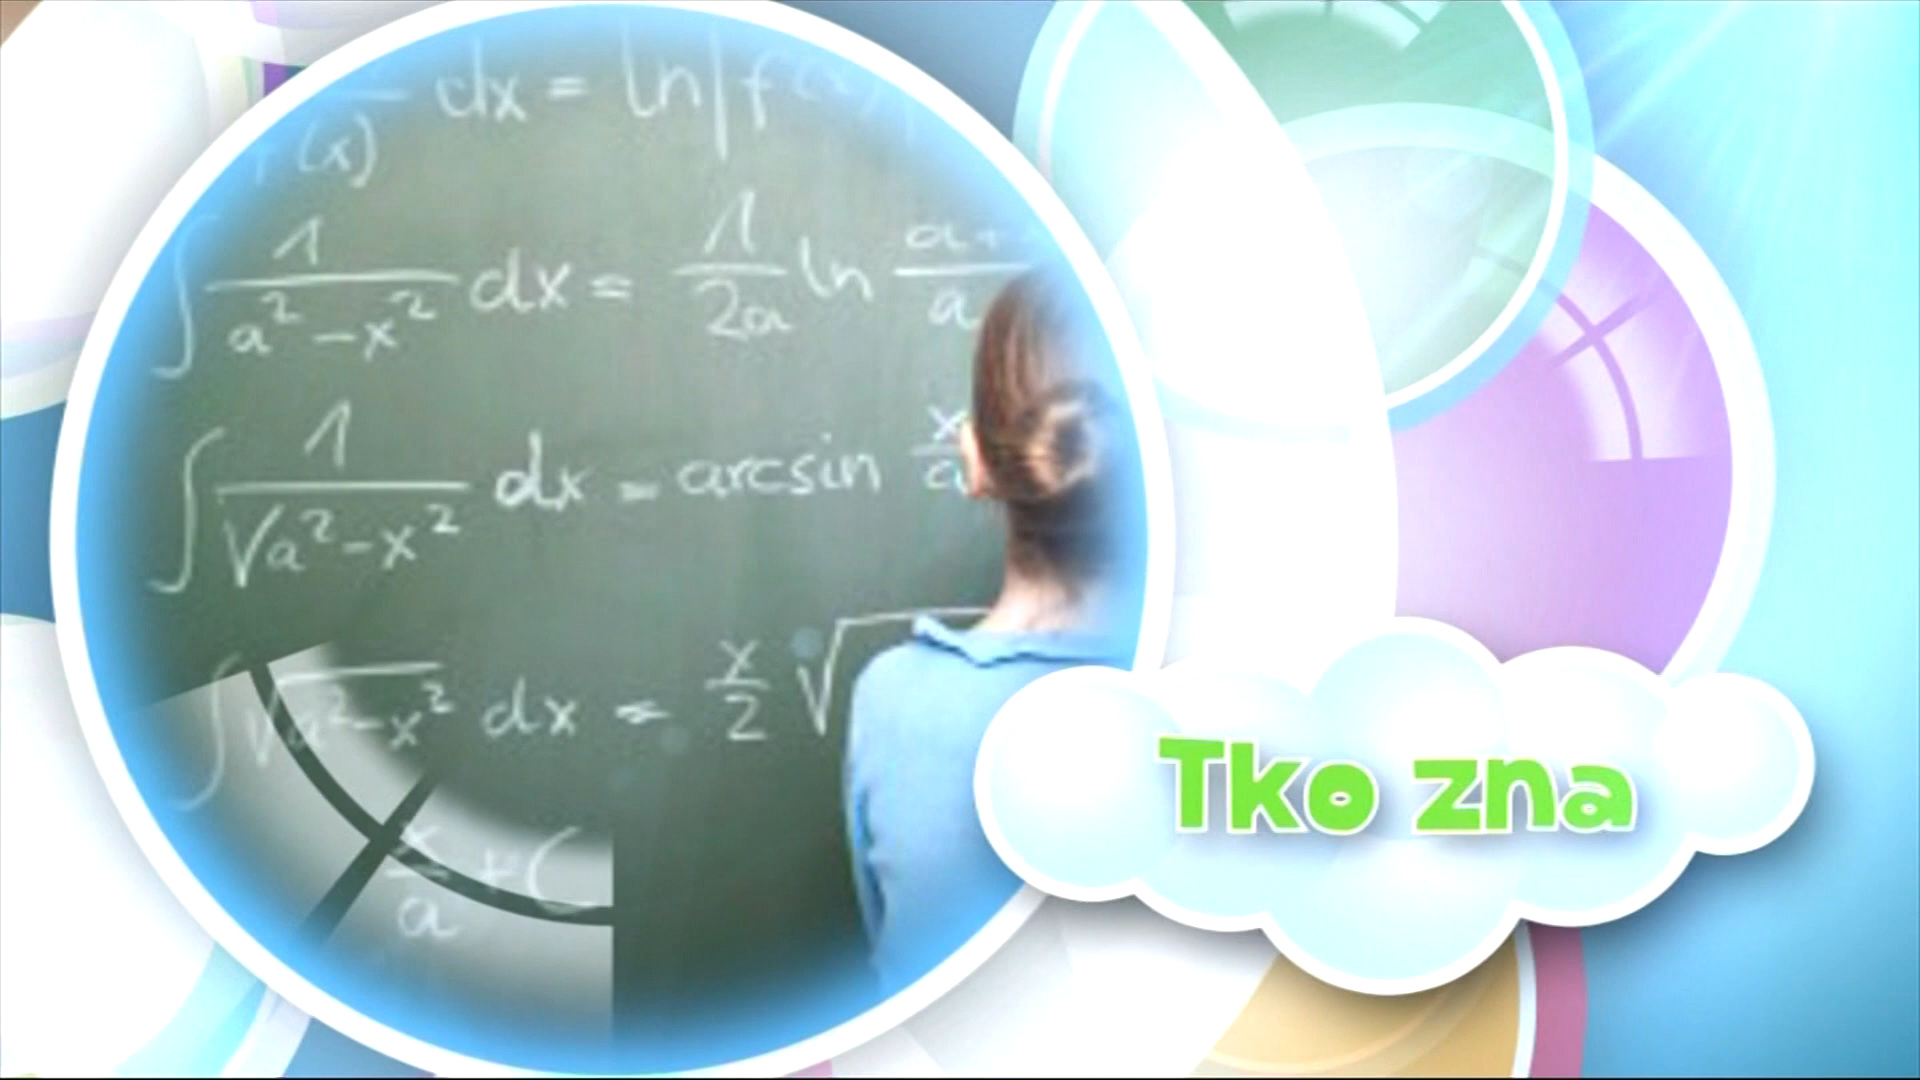 dx = ln|f(x)|
f(x)
∫ 1/(a² - x²) dx = 1/(2a) ln (a+)/(a)
∫ 1/√(a² - x²) dx = arcsin x/a
∫ √(a² - x²) dx = x/2 √
x/a + C
Tko zna